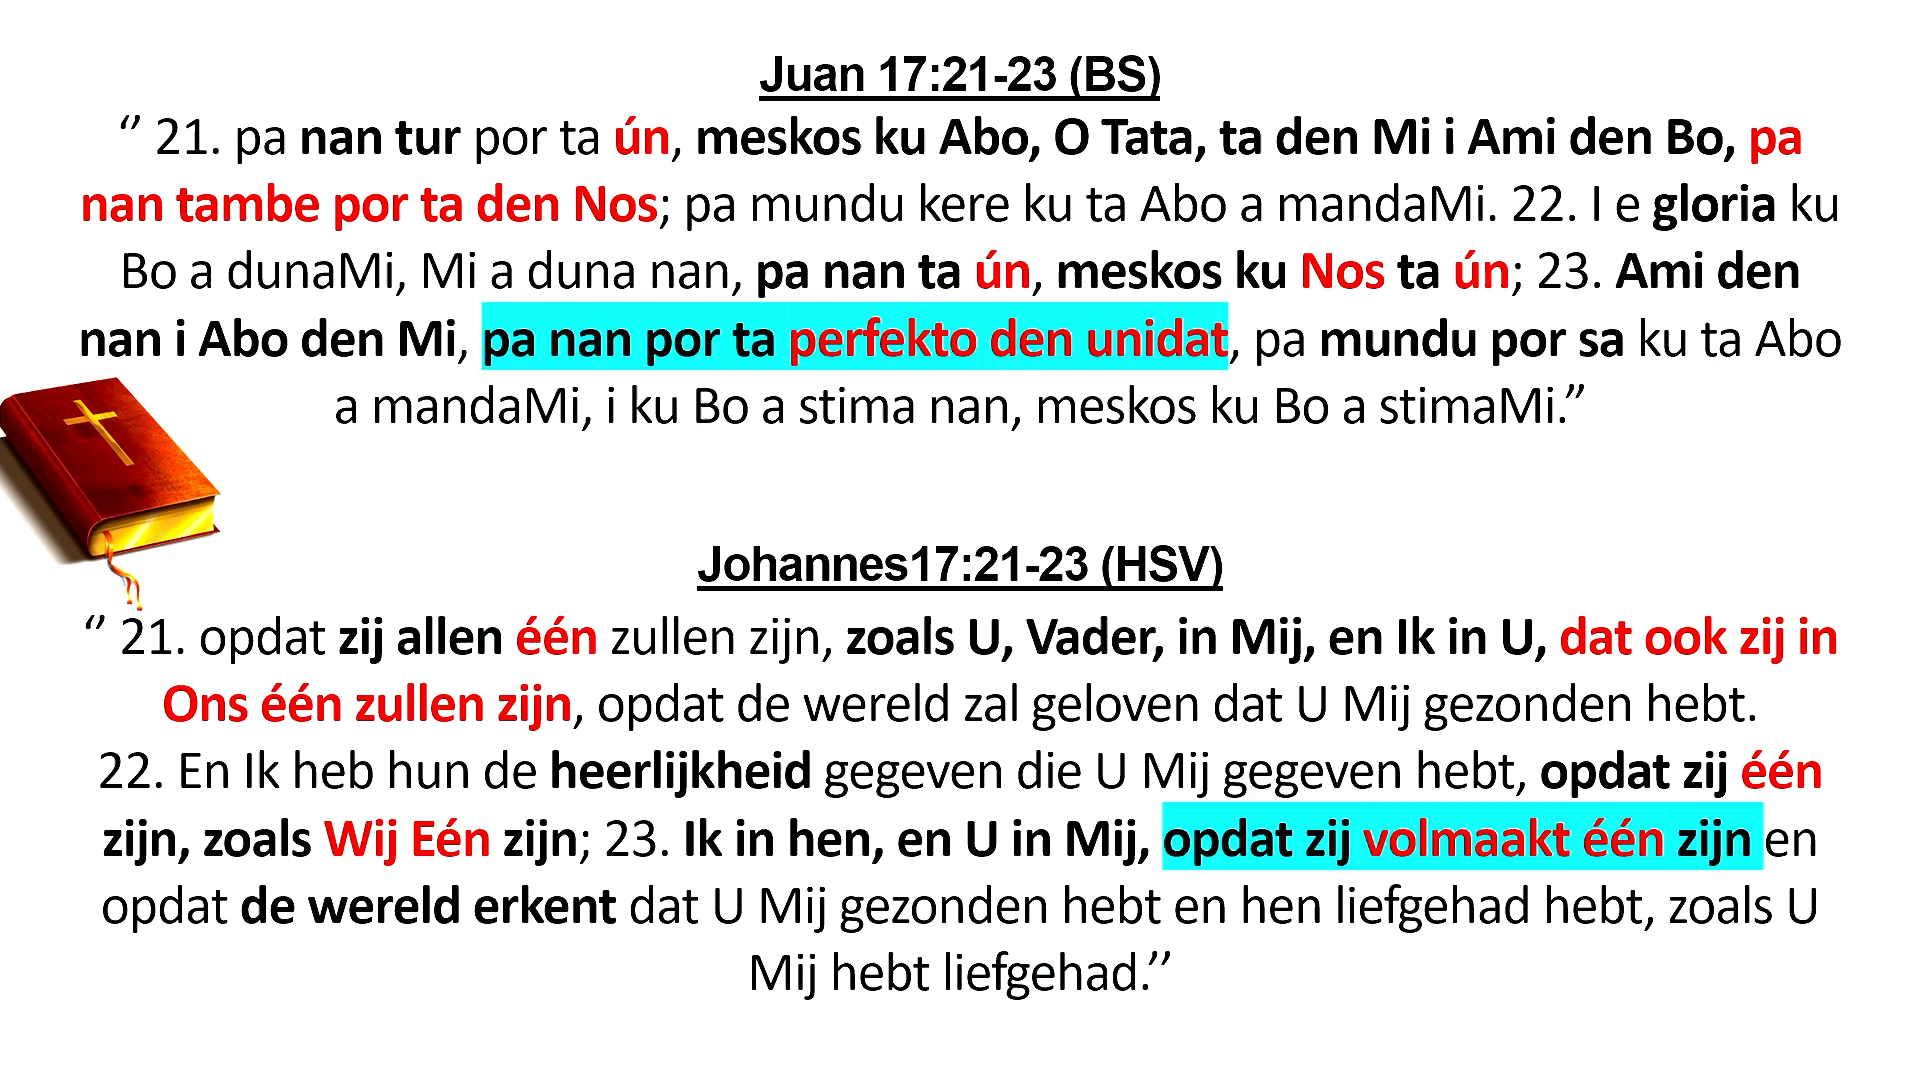 Juan 17:21-23 (BS)
‘’ 21. pa nan tur por ta ún, meskos ku Abo, O Tata, ta den Mi i Ami den Bo, pa
nan tambe por ta den Nos; pa mundu kere ku ta Abo a mandaMi. 22. I e gloria ku
Bo a dunaMi, Mi a duna nan, pa nan ta ún, meskos ku Nos ta ún; 23. Ami den
nan i Abo den Mi, pa nan por ta perfekto den unidat, pa mundu por sa ku ta Abo
a mandaMi, i ku Bo a stima nan, meskos ku Bo a stimaMi.”
Johannes17:21-23 (HSV)
‘’ 21. opdat zij allen één zullen zijn, zoals U, Vader, in Mij, en Ik in U, dat ook zij in
Ons één zullen zijn, opdat de wereld zal geloven dat U Mij gezonden hebt.
22. En Ik heb hun de heerlijkheid gegeven die U Mij gegeven hebt, opdat zij één
zijn, zoals Wij Eén zijn; 23. Ik in hen, en U in Mij, opdat zij volmaakt één zijn en
opdat de wereld erkent dat U Mij gezonden hebt en hen liefgehad hebt, zoals U
Mij hebt liefgehad.’’